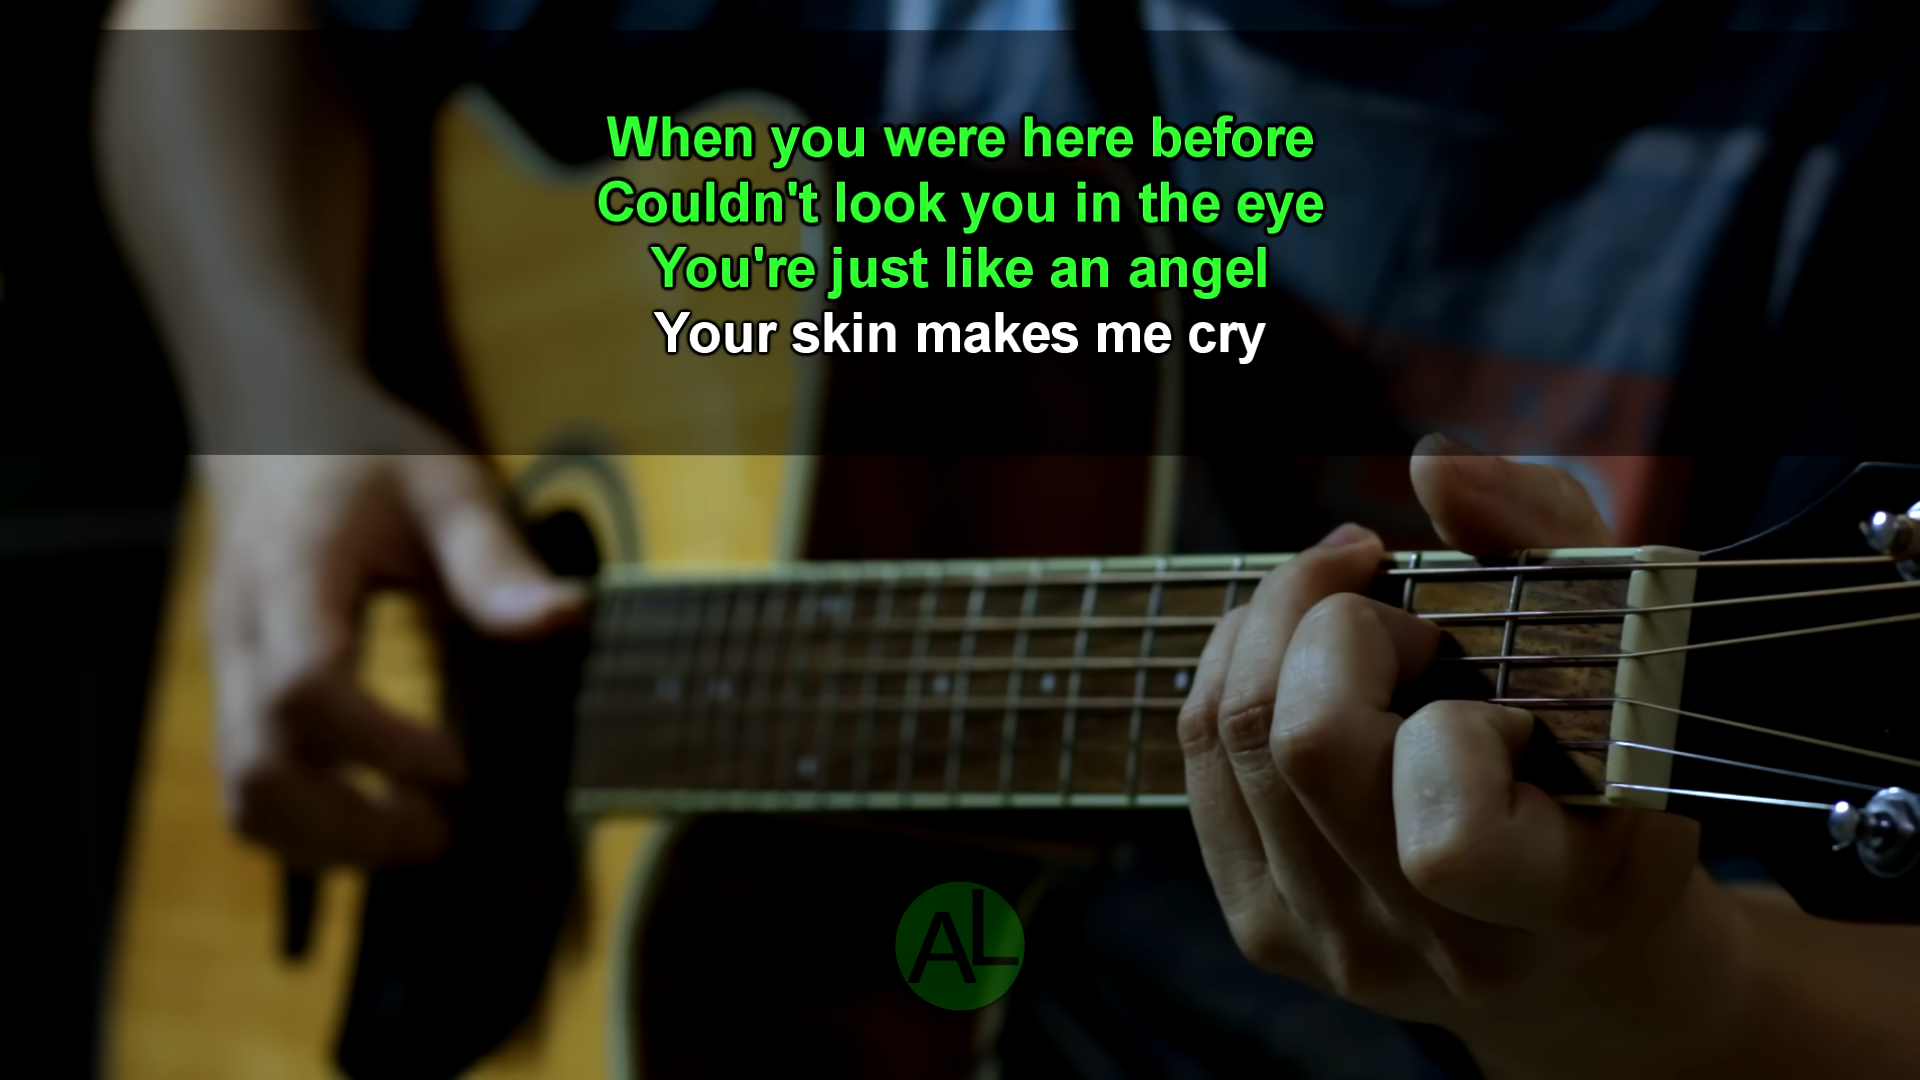 When you were here before
Couldn't look you in the eye
You're just like an angel
Your skin makes me cry
AL